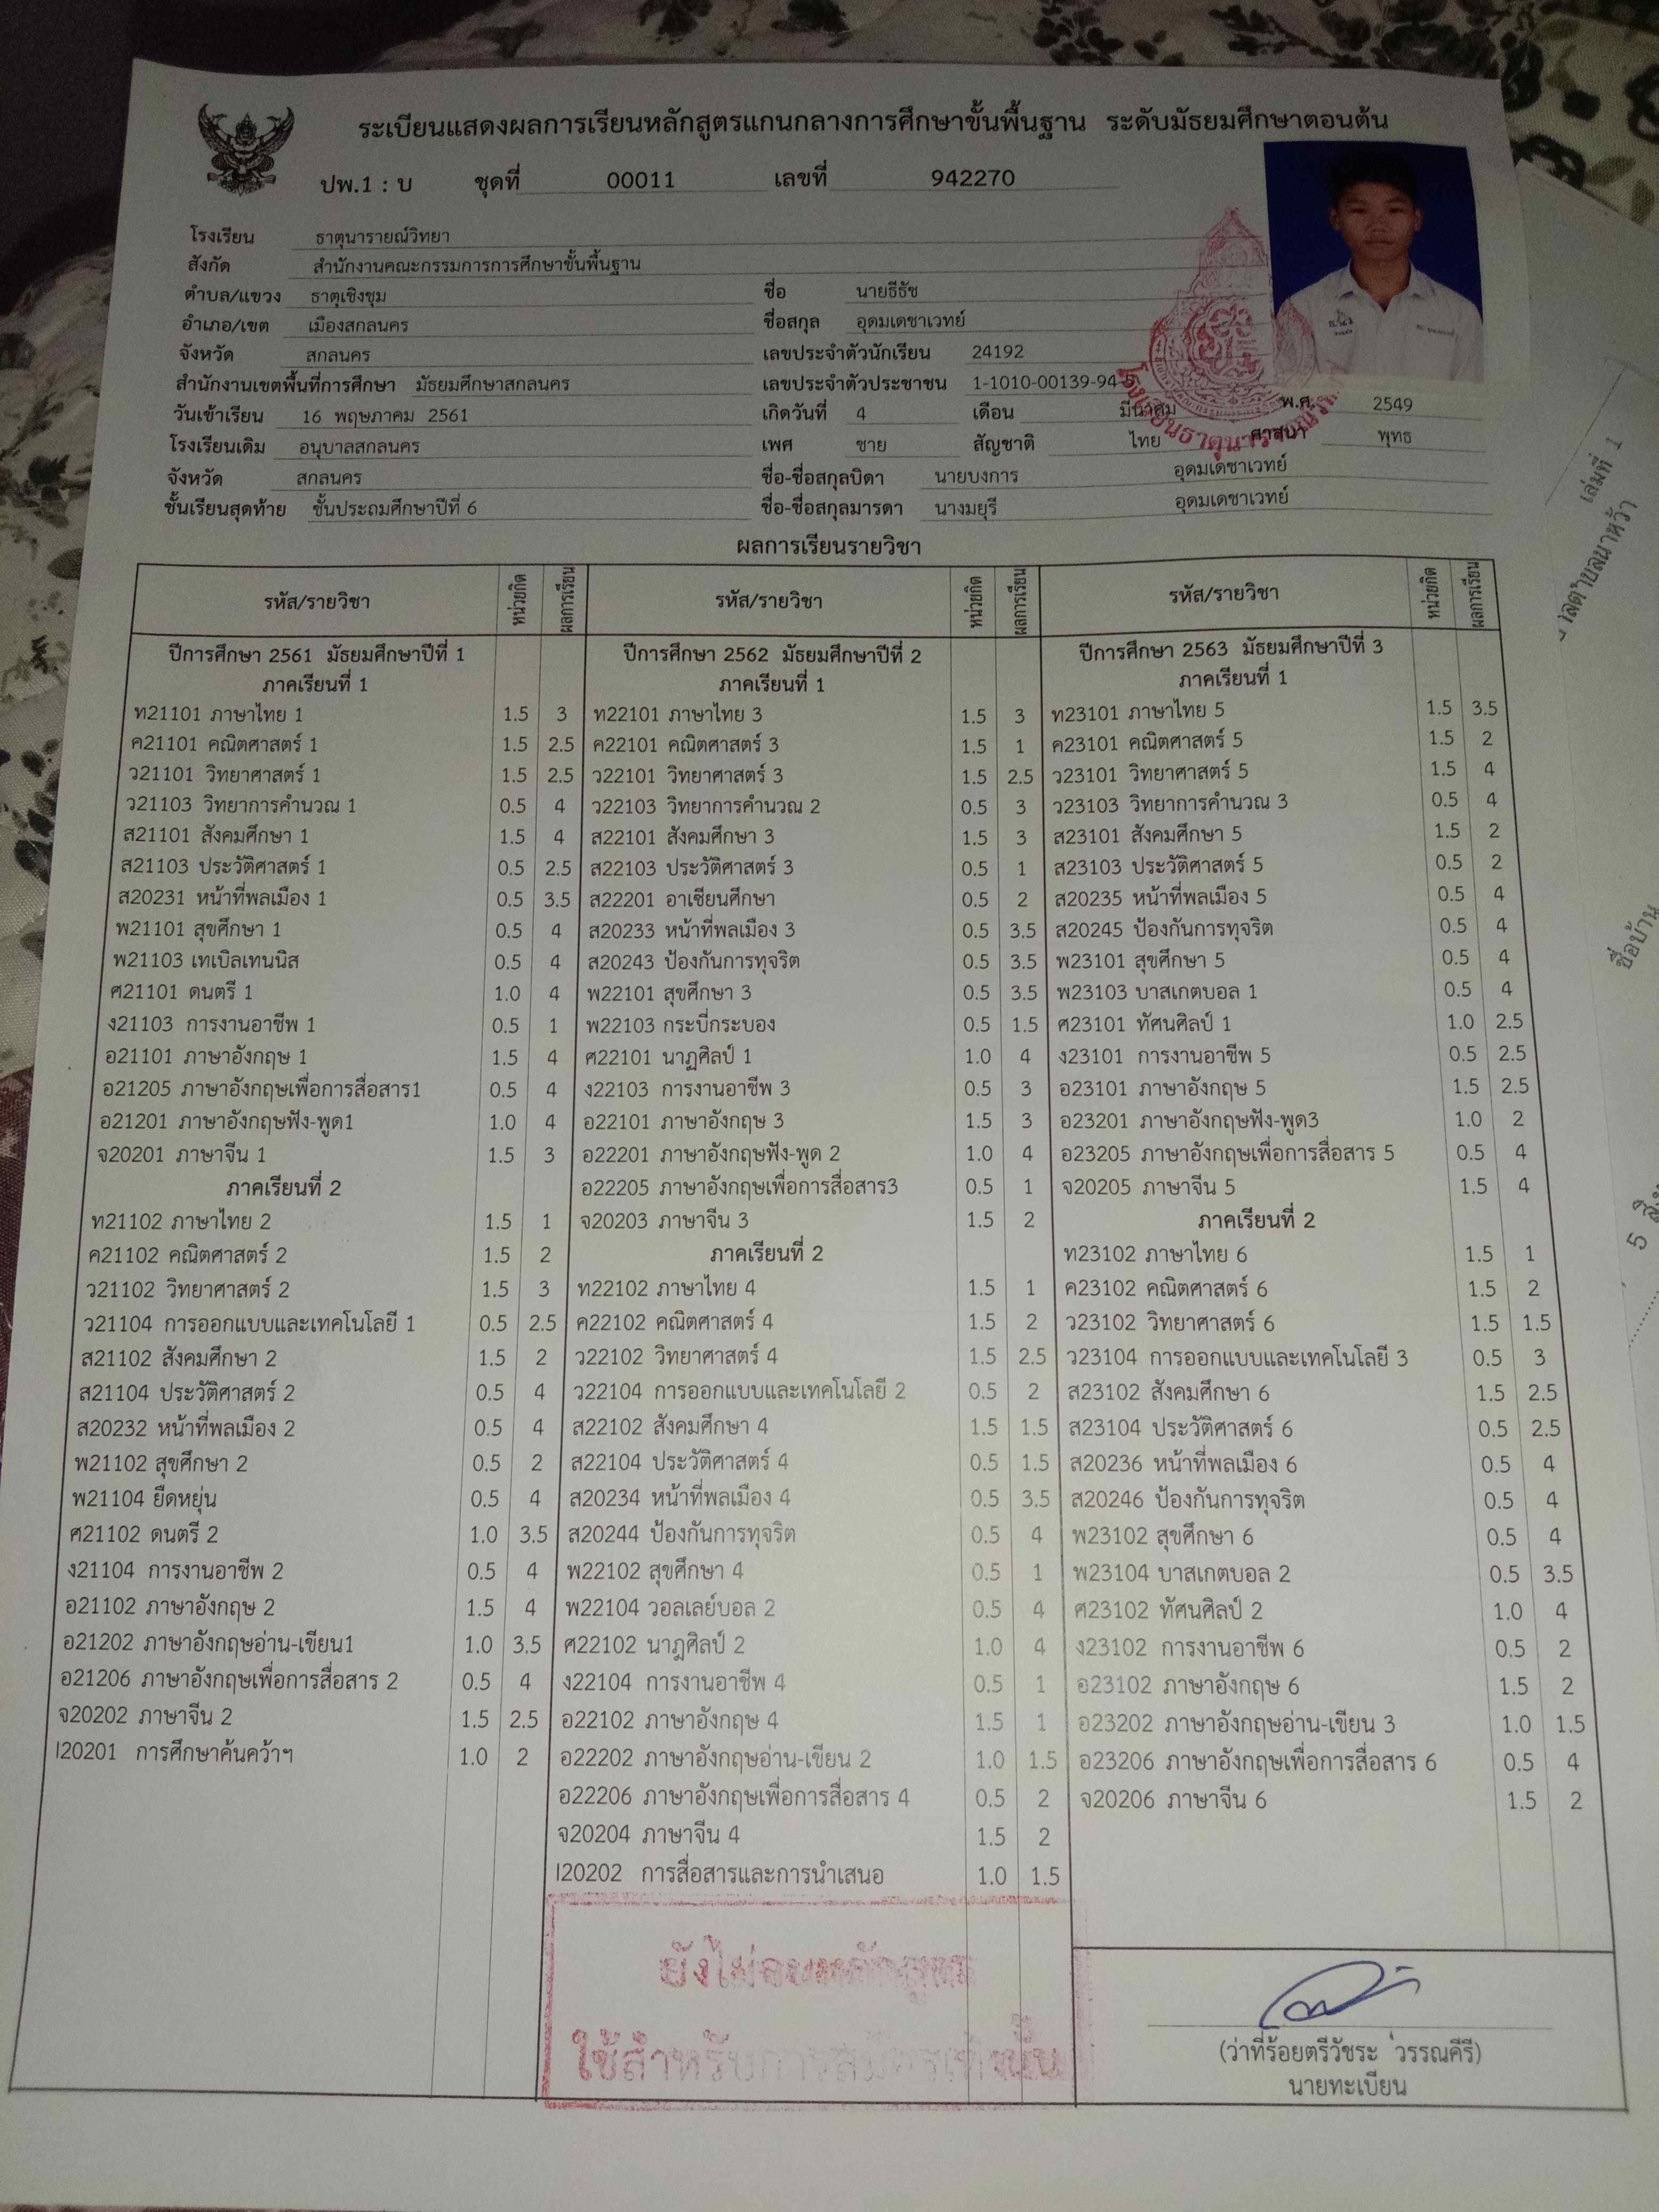 ระเบียนแสดงผลการเรียนหลักสูตรแกนกลางการศึกษาขั้นพื้นฐาน ระดับมัธยมศึกษาตอนต้น
ปพ.1 : บ ชุดที่ 00011 เลขที่ 942270
โรงเรียน ธาตุนารายณ์วิทยา
สังกัด สำนักงานคณะกรรมการการศึกษาขั้นพื้นฐาน
ตำบล/แขวง ธาตุเชิงชุม
อำเภอ/เขต เมืองสกลนคร
จังหวัด สกลนคร
สำนักงานเขตพื้นที่การศึกษา มัธยมศึกษาสกลนคร
วันเข้าเรียน 16 พฤษภาคม 2561
โรงเรียนเดิม อนุบาลสกลนคร
จังหวัด สกลนคร
ชั้นเรียนสุดท้าย ชั้นประถมศึกษาปีที่ 6
ชื่อ นายธีธัช
ชื่อสกุล อุดมเดชาเวทย์
เลขประจำตัวนักเรียน 24192
เลขประจำตัวประชาชน 1-1010-00139-94-
เกิดวันที่ 4 เดือน มีนาคม พ.ศ. 2549
เพศ ชาย สัญชาติ ไทย ศาสนา พุทธ
ชื่อ-ชื่อสกุลบิดา นายบงการ อุดมเดชาเวทย์
ชื่อ-ชื่อสกุลมารดา นางมยุรี อุดมเดชาเวทย์
ผลการเรียนรายวิชา
รหัส/รายวิชา หน่วยกิต ผลการเรียน
ปีการศึกษา 2561 มัธยมศึกษาปีที่ 1
ภาคเรียนที่ 1
ท21101 ภาษาไทย 1 1.5 3
ค21101 คณิตศาสตร์ 1 1.5 2.5
ว21101 วิทยาศาสตร์ 1 1.5 2.5
ว21103 วิทยาการคำนวณ 1 0.5 4
ส21101 สังคมศึกษา 1 1.5 4
ส21103 ประวัติศาสตร์ 1 0.5 2.5
ส20231 หน้าที่พลเมือง 1 0.5 3.5
พ21101 สุขศึกษา 1 0.5 4
พ21103 เทเบิลเทนนิส 0.5 4
ศ21101 ดนตรี 1 1.0 4
ง21103 การงานอาชีพ 1 0.5 1
อ21101 ภาษาอังกฤษ 1 1.5 4
อ21205 ภาษาอังกฤษเพื่อการสื่อสาร1 0.5 4
อ21201 ภาษาอังกฤษฟัง-พูด1 1.0 4
จ20201 ภาษาจีน 1 1.5 3
ภาคเรียนที่ 2
ท21102 ภาษาไทย 2 1.5 1
ค21102 คณิตศาสตร์ 2 1.5 2
ว21102 วิทยาศาสตร์ 2 1.5 3
ว21104 การออกแบบและเทคโนโลยี 1 0.5 2.5
ส21102 สังคมศึกษา 2 1.5 2
ส21104 ประวัติศาสตร์ 2 0.5 4
ส20232 หน้าที่พลเมือง 2 0.5 4
พ21102 สุขศึกษา 2 0.5 2
พ21104 ยืดหยุ่น 0.5 4
ศ21102 ดนตรี 2 1.0 3.5
ง21104 การงานอาชีพ 2 0.5 4
อ21102 ภาษาอังกฤษ 2 1.5 4
อ21202 ภาษาอังกฤษอ่าน-เขียน1 1.0 3.5
อ21206 ภาษาอังกฤษเพื่อการสื่อสาร 2 0.5 4
จ20202 ภาษาจีน 2 1.5 2.5
I20201 การศึกษาค้นคว้าฯ 1.0 2
รหัส/รายวิชา หน่วยกิต ผลการเรียน
ปีการศึกษา 2562 มัธยมศึกษาปีที่ 2
ภาคเรียนที่ 1
ท22101 ภาษาไทย 3 1.5 3
ค22101 คณิตศาสตร์ 3 1.5 1
ว22101 วิทยาศาสตร์ 3 1.5 2.5
ว22103 วิทยาการคำนวณ 2 0.5 3
ส22101 สังคมศึกษา 3 1.5 3
ส22103 ประวัติศาสตร์ 3 0.5 1
ส22201 อาเซียนศึกษา 0.5 2
ส20233 หน้าที่พลเมือง 3 0.5 3.5
ส20243 ป้องกันการทุจริต 0.5 3.5
พ22101 สุขศึกษา 3 0.5 3.5
พ22103 กระบี่กระบอง 0.5 1.5
ศ22101 นาฏศิลป์ 1 1.0 4
ง22103 การงานอาชีพ 3 0.5 3
อ22101 ภาษาอังกฤษ 3 1.5 3
อ22201 ภาษาอังกฤษฟัง-พูด 2 1.0 4
อ22205 ภาษาอังกฤษเพื่อการสื่อสาร3 0.5 1
จ20203 ภาษาจีน 3 1.5 2
ภาคเรียนที่ 2
ท22102 ภาษาไทย 4 1.5 1
ค22102 คณิตศาสตร์ 4 1.5 2
ว22102 วิทยาศาสตร์ 4 1.5 2.5
ว22104 การออกแบบและเทคโนโลยี 2 0.5 2
ส22102 สังคมศึกษา 4 1.5 1.5
ส22104 ประวัติศาสตร์ 4 0.5 1.5
ส20234 หน้าที่พลเมือง 4 0.5 3.5
ส20244 ป้องกันการทุจริต 0.5 4
พ22102 สุขศึกษา 4 0.5 1
พ22104 วอลเลย์บอล 2 0.5 4
ศ22102 นาฏศิลป์ 2 1.0 4
ง22104 การงานอาชีพ 4 0.5 1
อ22102 ภาษาอังกฤษ 4 1.5 1
อ22202 ภาษาอังกฤษอ่าน-เขียน 2 1.0 1.5
อ22206 ภาษาอังกฤษเพื่อการสื่อสาร 4 0.5 2
จ20204 ภาษาจีน 4 1.5 2
I20202 การสื่อสารและการนำเสนอ 1.0 1.5
รหัส/รายวิชา หน่วยกิต ผลการเรียน
ปีการศึกษา 2563 มัธยมศึกษาปีที่ 3
ภาคเรียนที่ 1
ท23101 ภาษาไทย 5 1.5 3.5
ค23101 คณิตศาสตร์ 5 1.5 2
ว23101 วิทยาศาสตร์ 5 1.5 4
ว23103 วิทยาการคำนวณ 3 0.5 4
ส23101 สังคมศึกษา 5 1.5 2
ส23103 ประวัติศาสตร์ 5 0.5 2
ส20235 หน้าที่พลเมือง 5 0.5 4
ส20245 ป้องกันการทุจริต 0.5 4
พ23101 สุขศึกษา 5 0.5 4
พ23103 บาสเกตบอล 1 0.5 4
ศ23101 ทัศนศิลป์ 1 1.0 2.5
ง23101 การงานอาชีพ 5 0.5 2.5
อ23101 ภาษาอังกฤษ 5 1.5 2.5
อ23201 ภาษาอังกฤษฟัง-พูด3 1.0 2
อ23205 ภาษาอังกฤษเพื่อการสื่อสาร 5 0.5 4
จ20205 ภาษาจีน 5 1.5 4
ภาคเรียนที่ 2
ท23102 ภาษาไทย 6 1.5 1
ค23102 คณิตศาสตร์ 6 1.5 2
ว23102 วิทยาศาสตร์ 6 1.5 1.5
ว23104 การออกแบบและเทคโนโลยี 3 0.5 3
ส23102 สังคมศึกษา 6 1.5 2.5
ส23104 ประวัติศาสตร์ 6 0.5 2.5
ส20236 หน้าที่พลเมือง 6 0.5 4
ส20246 ป้องกันการทุจริต 0.5 4
พ23102 สุขศึกษา 6 0.5 4
พ23104 บาสเกตบอล 2 0.5 3.5
ศ23102 ทัศนศิลป์ 2 1.0 4
ง23102 การงานอาชีพ 6 0.5 2
อ23102 ภาษาอังกฤษ 6 1.5 2
อ23202 ภาษาอังกฤษอ่าน-เขียน 3 1.0 1.5
อ23206 ภาษาอังกฤษเพื่อการสื่อสาร 6 0.5 4
จ20206 ภาษาจีน 6 1.5 2
ยังไม่จบหลักสูตร
ใช้สำหรับการสมัครเท่านั้น
(ว่าที่ร้อยตรีวัชระ วรรณคีรี)
นายทะเบียน
เล่มที่ 1
ชื่อบ้าน